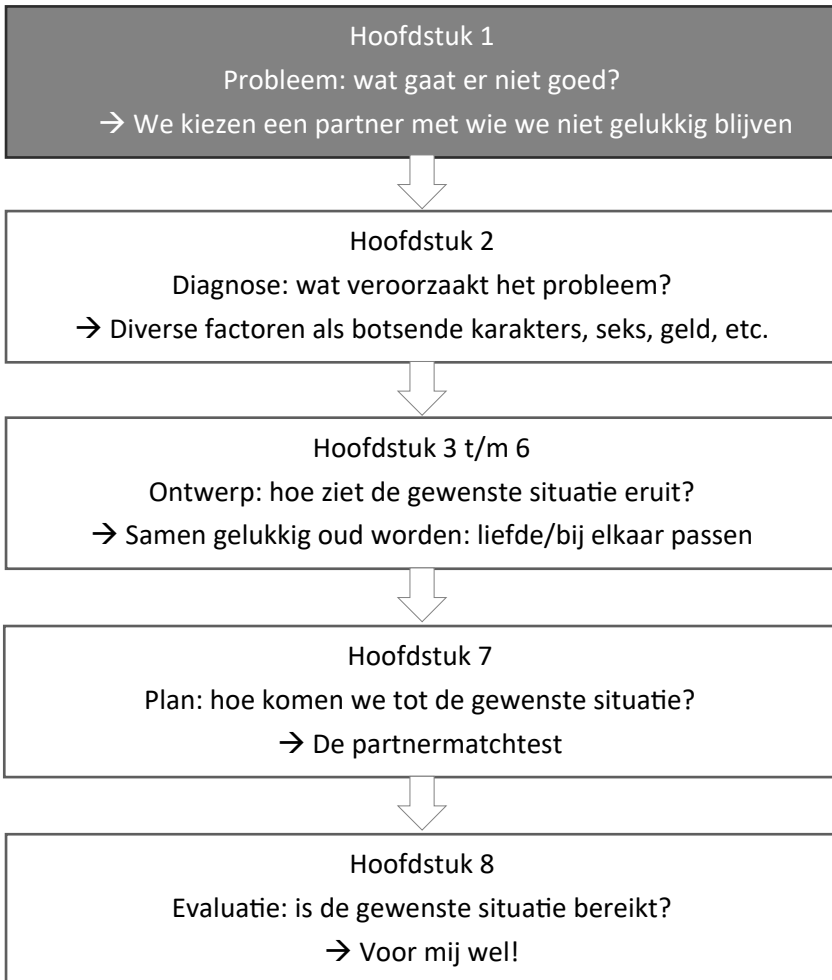 Hoofdstuk 1
Probleem: wat gaat er niet goed?
→ We kiezen een partner met wie we niet gelukkig blijven
Hoofdstuk 2
Diagnose: wat veroorzaakt het probleem?
→ Diverse factoren als botsende karakters, seks, geld, etc.
Hoofdstuk 3 t/m 6
Ontwerp: hoe ziet de gewenste situatie eruit?
→ Samen gelukkig oud worden: liefde/bij elkaar passen
Hoofdstuk 7
Plan: hoe komen we tot de gewenste situatie?
→ De partnermatchtest
Hoofdstuk 8
Evaluatie: is de gewenste situatie bereikt?
→ Voor mij wel!